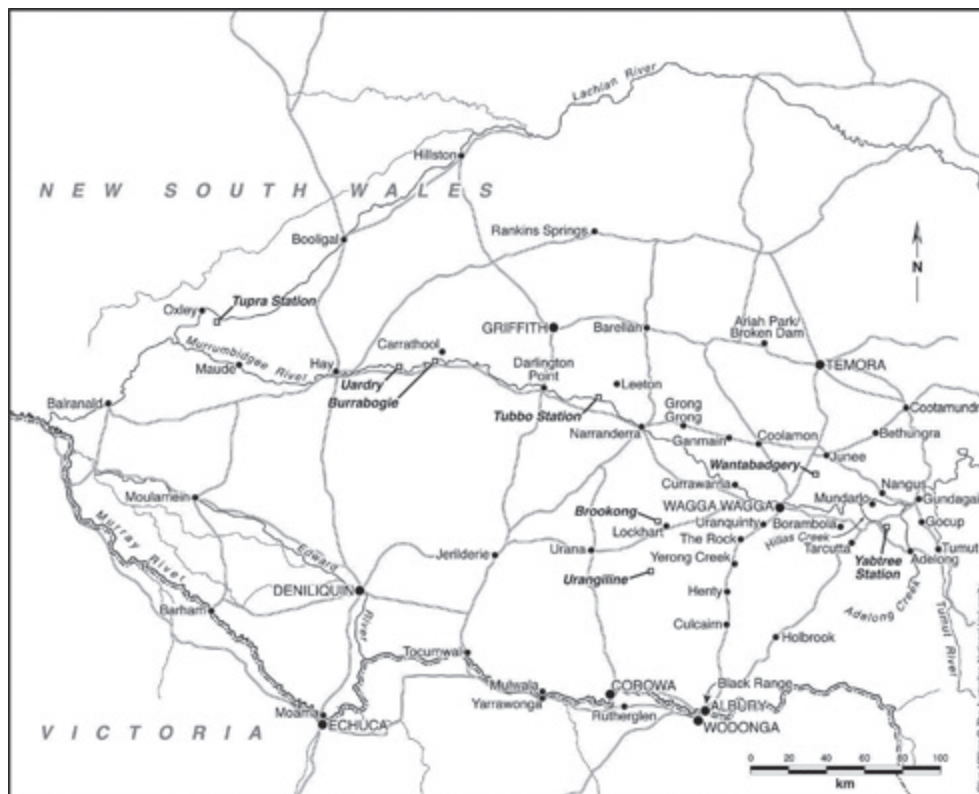 Lachlan River
Hillston
NEW SOUTH WALES
Booligal
Rankins Springs
N
Oxley
Tupra Station
GRIFFITH
Barellan
Ariah Park/
Broken Dam
Murrumbidgee River
Carrathool
Maude
Hay
Uardry
Burrabogie
Darlington
Point
Leeton
TEMORA
Balranald
Tubbo Station
Grong
Grong
Cootamundr
Narranderra
Ganmain
Coolamon
Bethungra
Junee
Wantabadgery
Moulamein
Currawarna
Nangus
WAGGA WAGGA
Mundarlo
Gundagai
Brookong
Lockhart
Uranquinty
Borambola
Gocup
Murray River
Edward
River
Jerilderie
Urana
The Rock
Hillas Creek
Tarcutta
Yabtree
Station
Adelong
Tumut
Yerong Creek
Urangiline
DENILIQUIN
Henty
Adelong Creek
Barham
Culcairn
Holbrook
Tumut River
Tocumwal
Mulwala
COROWA
Black Range
Yarrawonga
Rutherglen
ALBURY
WODONGA
Moama
ECHUCA
VICTORIA
0 20 40 60 80 100
km